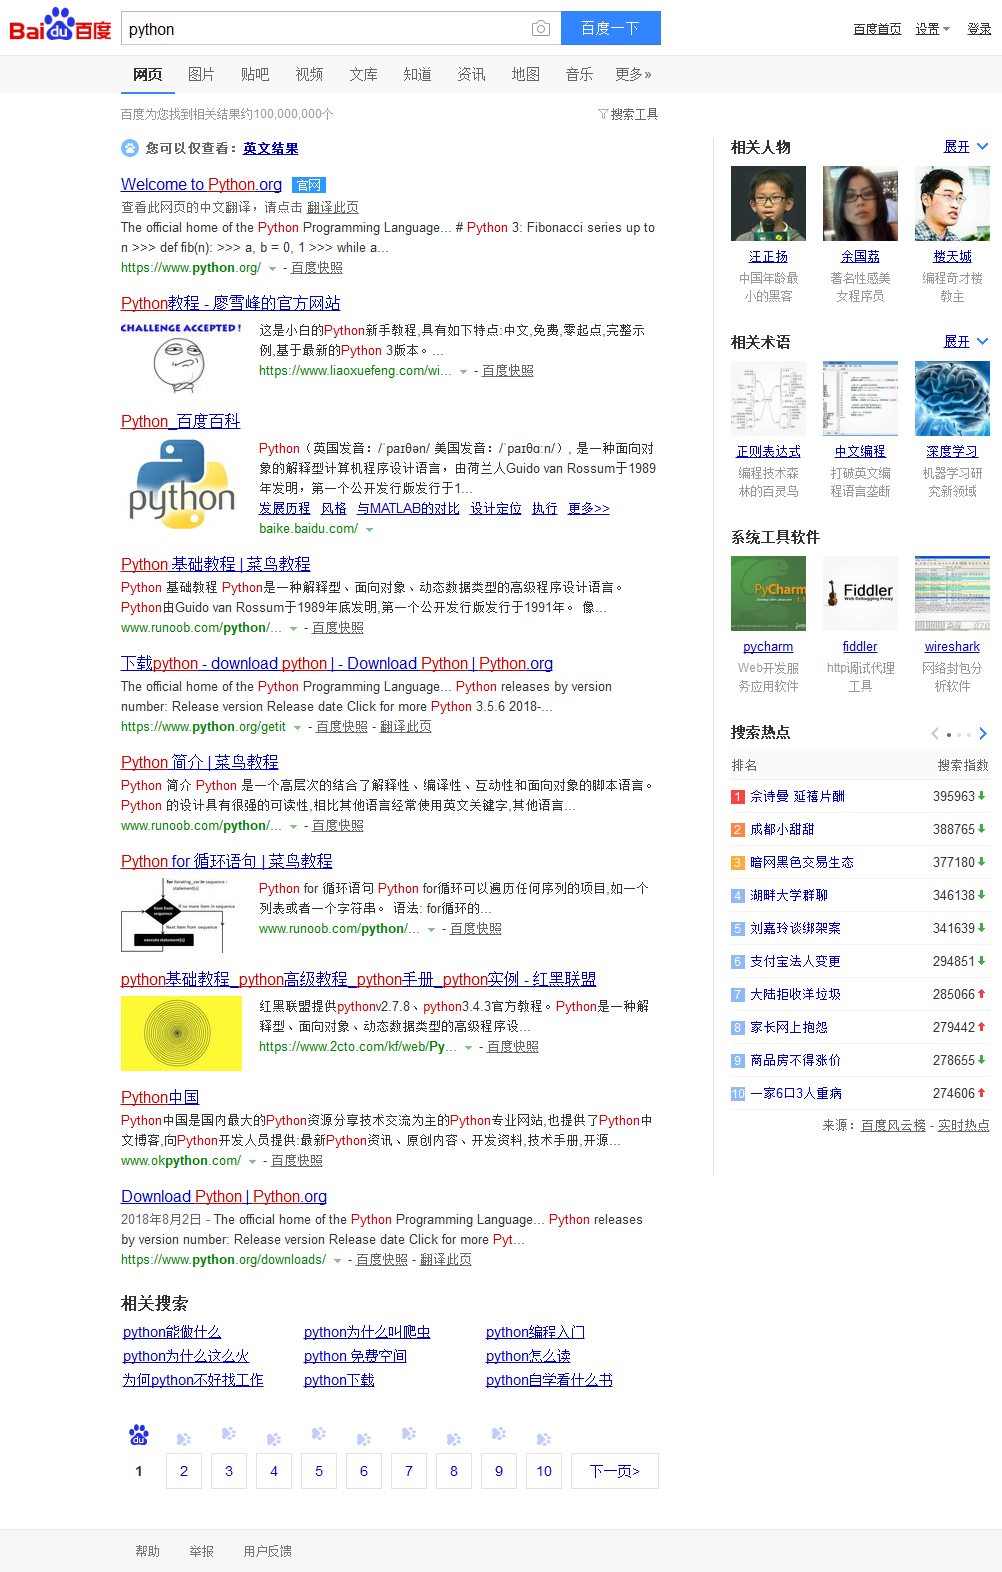 Bai du 百度
python
百度一下
百度首页 设置 登录
网页 图片 贴吧 视频 文库 知道 资讯 地图 音乐 更多»
百度为您找到相关结果约100,000,000个
搜索工具
您可以仅查看：英文结果
Welcome to Python.org 官网
查看此网页的中文翻译，请点击 翻译此页
The official home of the Python Programming Language... # Python 3: Fibonacci series up to
n >>> def fib(n): >>> a, b = 0, 1 >>> while a...
https://www.python.org/ - 百度快照
Python教程 - 廖雪峰的官方网站
CHALLENGE ACCEPTED!
这是小白的Python新手教程,具有如下特点:中文,免费,零起点,完整示
例,基于最新的Python 3版本。...
https://www.liaoxuefeng.com/wi... - 百度快照
Python_百度百科
python
Python（英国发音：/ˈpaɪθən/ 美国发音：/ˈpaɪθɑːn/）, 是一种面向对
象的解释型计算机程序设计语言，由荷兰人Guido van Rossum于1989
年发明，第一个公开发行版发行于1...
发展历程 风格 与MATLAB的对比 设计定位 执行 更多>>
baike.baidu.com/
Python 基础教程 | 菜鸟教程
Python 基础教程 Python是一种解释型、面向对象、动态数据类型的高级程序设计语言。
Python由Guido van Rossum于1989年底发明,第一个公开发行版发行于1991年。 像...
www.runoob.com/python/... - 百度快照
下载python - download python | - Download Python | Python.org
The official home of the Python Programming Language... Python releases by version
number: Release version Release date Click for more Python 3.5.6 2018-...
https://www.python.org/getit - 百度快照 - 翻译此页
Python 简介 | 菜鸟教程
Python 简介 Python 是一个高层次的结合了解释性、编译性、互动性和面向对象的脚本语言。
Python 的设计具有很强的可读性,相比其他语言经常使用英文关键字,其他语言...
www.runoob.com/python/... - 百度快照
Python for 循环语句 | 菜鸟教程
for iterating_var in sequence :
statement(s)
If no more item in sequence
Item from
sequence
Next item from sequence
execute statement(s)
Python for 循环语句 Python for循环可以遍历任何序列的项目,如一个
列表或者一个字符串。 语法: for循环的...
www.runoob.com/python/... - 百度快照
python基础教程_python高级教程_python手册_python实例 - 红黑联盟
红黑联盟提供pythonv2.7.8、python3.4.3官方教程。Python是一种解
释型、面向对象、动态数据类型的高级程序设...
https://www.2cto.com/kf/web/Py... - 百度快照
Python中国
Python中国是国内最大的Python资源分享技术交流为主的Python专业网站,也提供了Python中
文博客,向Python开发人员提供:最新Python资讯、原创内容、开发资料,技术手册,开源...
www.okpython.com/ - 百度快照
Download Python | Python.org
2018年8月2日 - The official home of the Python Programming Language... Python releases
by version number: Release version Release date Click for more Pyt...
https://www.python.org/downloads/ - 百度快照 - 翻译此页
相关搜索
python能做什么 python为什么叫爬虫 python编程入门
python为什么这么火 python 免费空间 python怎么读
为何python不好找工作 python下载 python自学看什么书
du
1 2 3 4 5 6 7 8 9 10 下一页>
帮助 举报 用户反馈
相关人物 展开
汪正扬 余国荔 楼天城
中国年龄最 著名性感美 编程奇才楼
小的黑客 女程序员 教主
相关术语 展开
正则表达式 中文编程 深度学习
编程技术森 打破英文编 机器学习研
林的百灵鸟 程语言垄断 究新领域
系统工具软件
PyCharm
Fiddler
Web Debugging Proxy
pycharm fiddler wireshark
Web开发服 http调试代理 网络封包分
务应用软件 工具 析软件
搜索热点
排名 搜索指数
1 佘诗曼 延禧片酬 395963
2 成都小甜甜 388765
3 暗网黑色交易生态 377180
4 湖畔大学群聊 346138
5 刘嘉玲谈绑架案 341639
6 支付宝法人变更 294851
7 大陆拒收洋垃圾 285066
8 家长网上抱怨 279442
9 商品房不得涨价 278655
10 一家6口3人重病 274606
来源：百度风云榜 - 实时热点